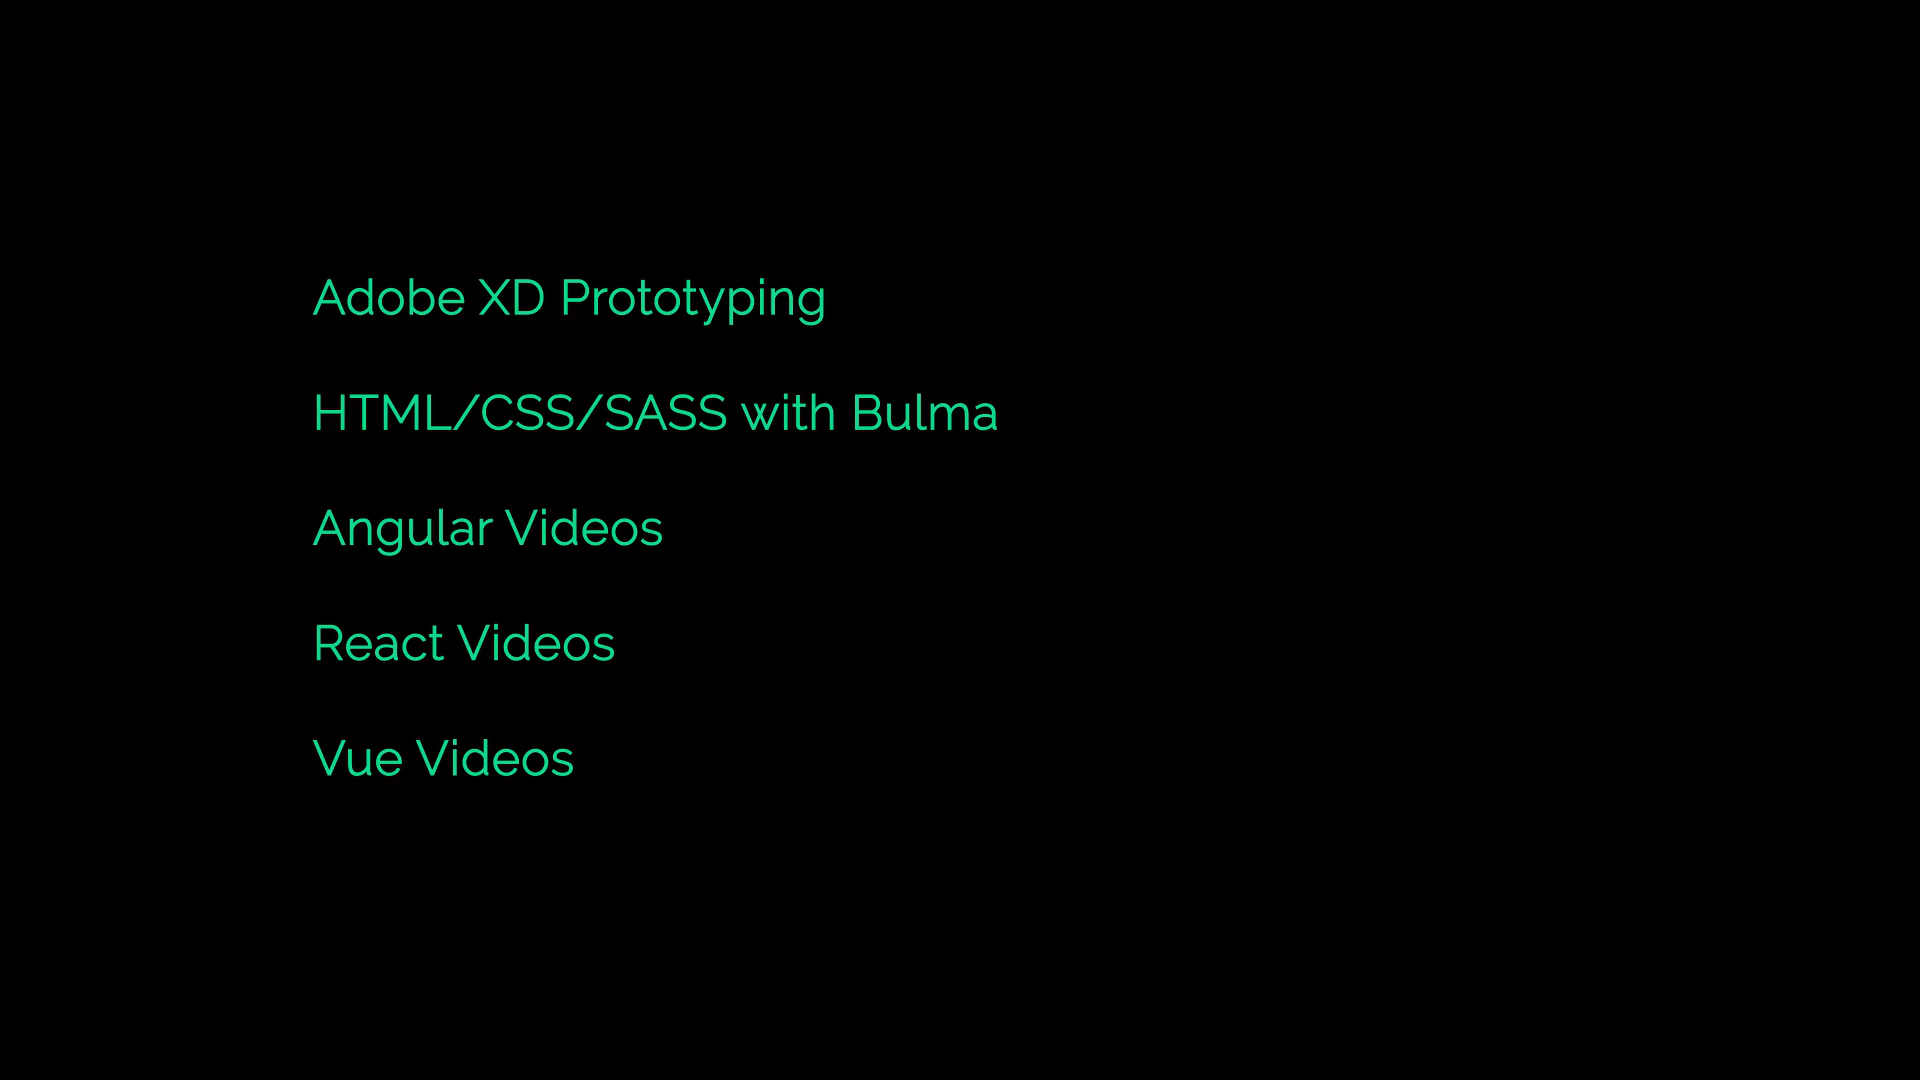 Adobe XD Prototyping
HTML/CSS/SASS with Bulma
Angular Videos
React Videos
Vue Videos